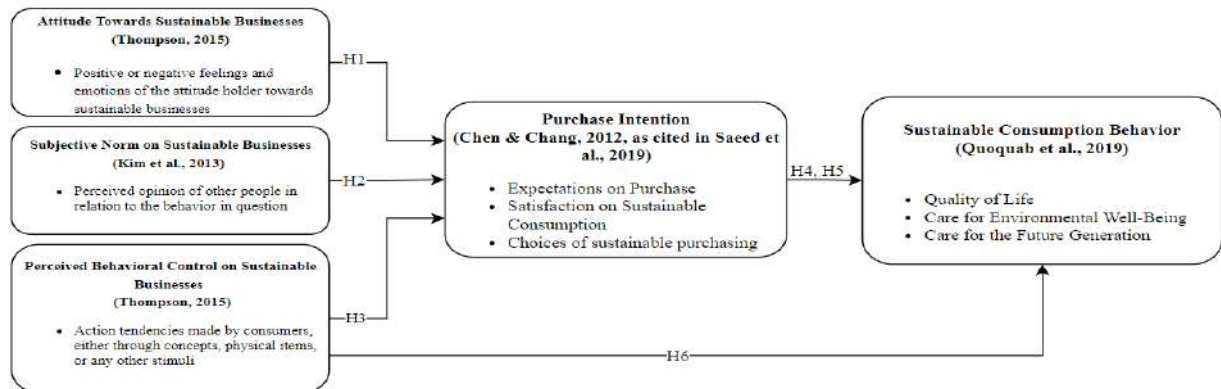 Attitude Towards Sustainable Businesses
(Thompson, 2015)
• Positive or negative feelings and
emotions of the attitude holder towards
sustainable businesses
H1
Subjective Norm on Sustainable Businesses
(Kim et al., 2013)
• Perceived opinion of other people in
relation to the behavior in question
H2
Perceived Behavioral Control on Sustainable
Businesses
(Thompson, 2015)
• Action tendencies made by consumers,
either through concepts, physical items,
or any other stimuli
H3
Purchase Intention
(Chen & Chang, 2012, as cited in Saeed et
al., 2019)
• Expectations on Purchase
• Satisfaction on Sustainable
Consumption
• Choices of sustainable purchasing
H4, H5
Sustainable Consumption Behavior
(Quoquab et al., 2019)
• Quality of Life
• Care for Environmental Well-Being
• Care for the Future Generation
H6